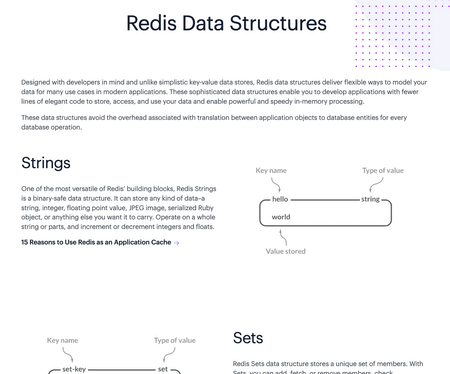 Redis Data Structures
Designed with developers in mind and unlike simplistic key-value data stores, Redis data structures deliver flexible ways to model your
data for many use cases in modern applications. These sophisticated data structures enable you to develop applications with fewer
lines of elegant code to store, access, and use your data and enable powerful and speedy in-memory processing.
These data structures avoid the overhead associated with translation between application objects to database entities for every
database operation.
Strings
One of the most versatile of Redis' building blocks, Redis Strings
is a binary-safe data structure. It can store any kind of data–a
string, integer, floating point value, JPEG image, serialized Ruby
object, or anything else you want it to carry. Operate on a whole
string or parts, and increment or decrement integers and floats.
15 Reasons to Use Redis as an Application Cache →
Key name
Type of value
hello
string
world
Value stored
Key name
Type of value
set-key
set
Sets
Redis Sets data structure stores a unique set of members. With
Sets, you can add, fetch, or remove members, check